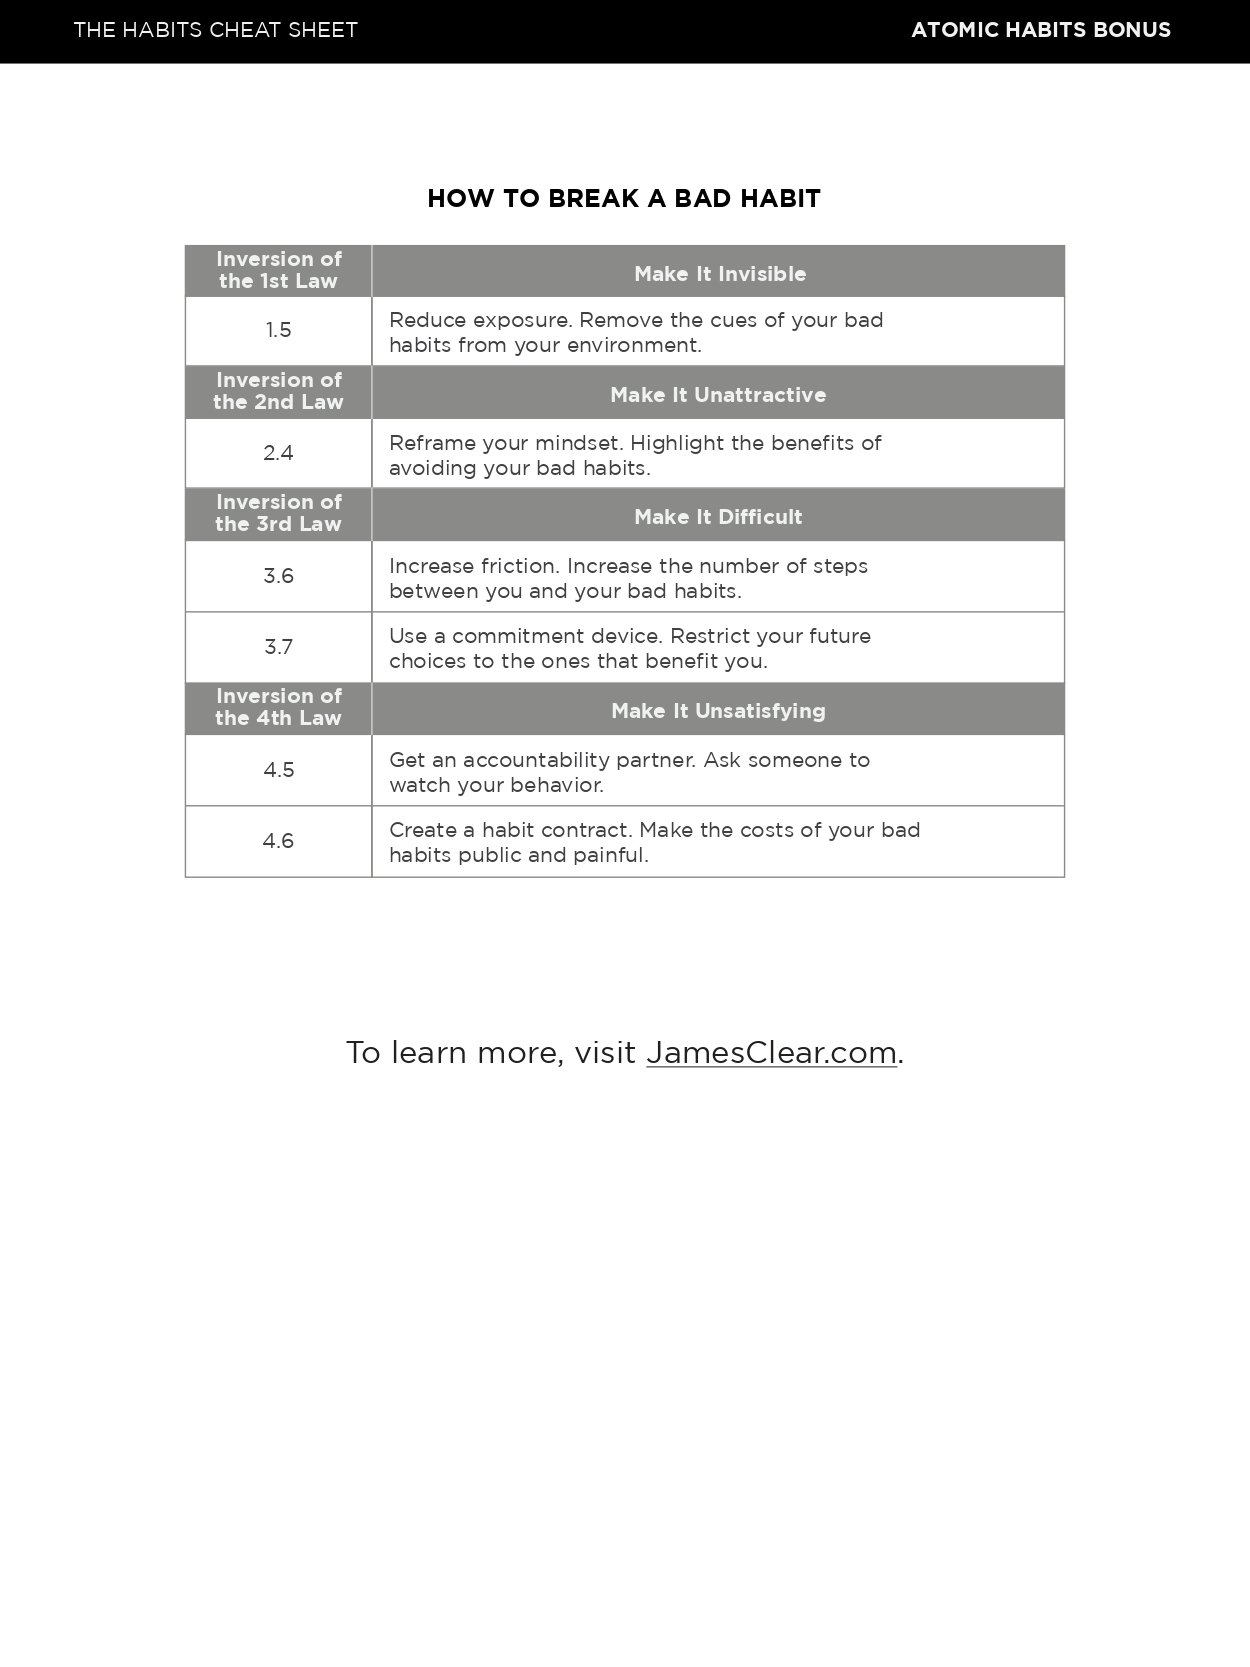 THE HABITS CHEAT SHEET
ATOMIC HABITS BONUS
HOW TO BREAK A BAD HABIT
Inversion of
the 1st Law
Make It Invisible
1.5
Reduce exposure. Remove the cues of your bad
habits from your environment.
Inversion of
the 2nd Law
Make It Unattractive
2.4
Reframe your mindset. Highlight the benefits of
avoiding your bad habits.
Inversion of
the 3rd Law
Make It Difficult
3.6
Increase friction. Increase the number of steps
between you and your bad habits.
3.7
Use a commitment device. Restrict your future
choices to the ones that benefit you.
Inversion of
the 4th Law
Make It Unsatisfying
4.5
Get an accountability partner. Ask someone to
watch your behavior.
4.6
Create a habit contract. Make the costs of your bad
habits public and painful.
To learn more, visit JamesClear.com.